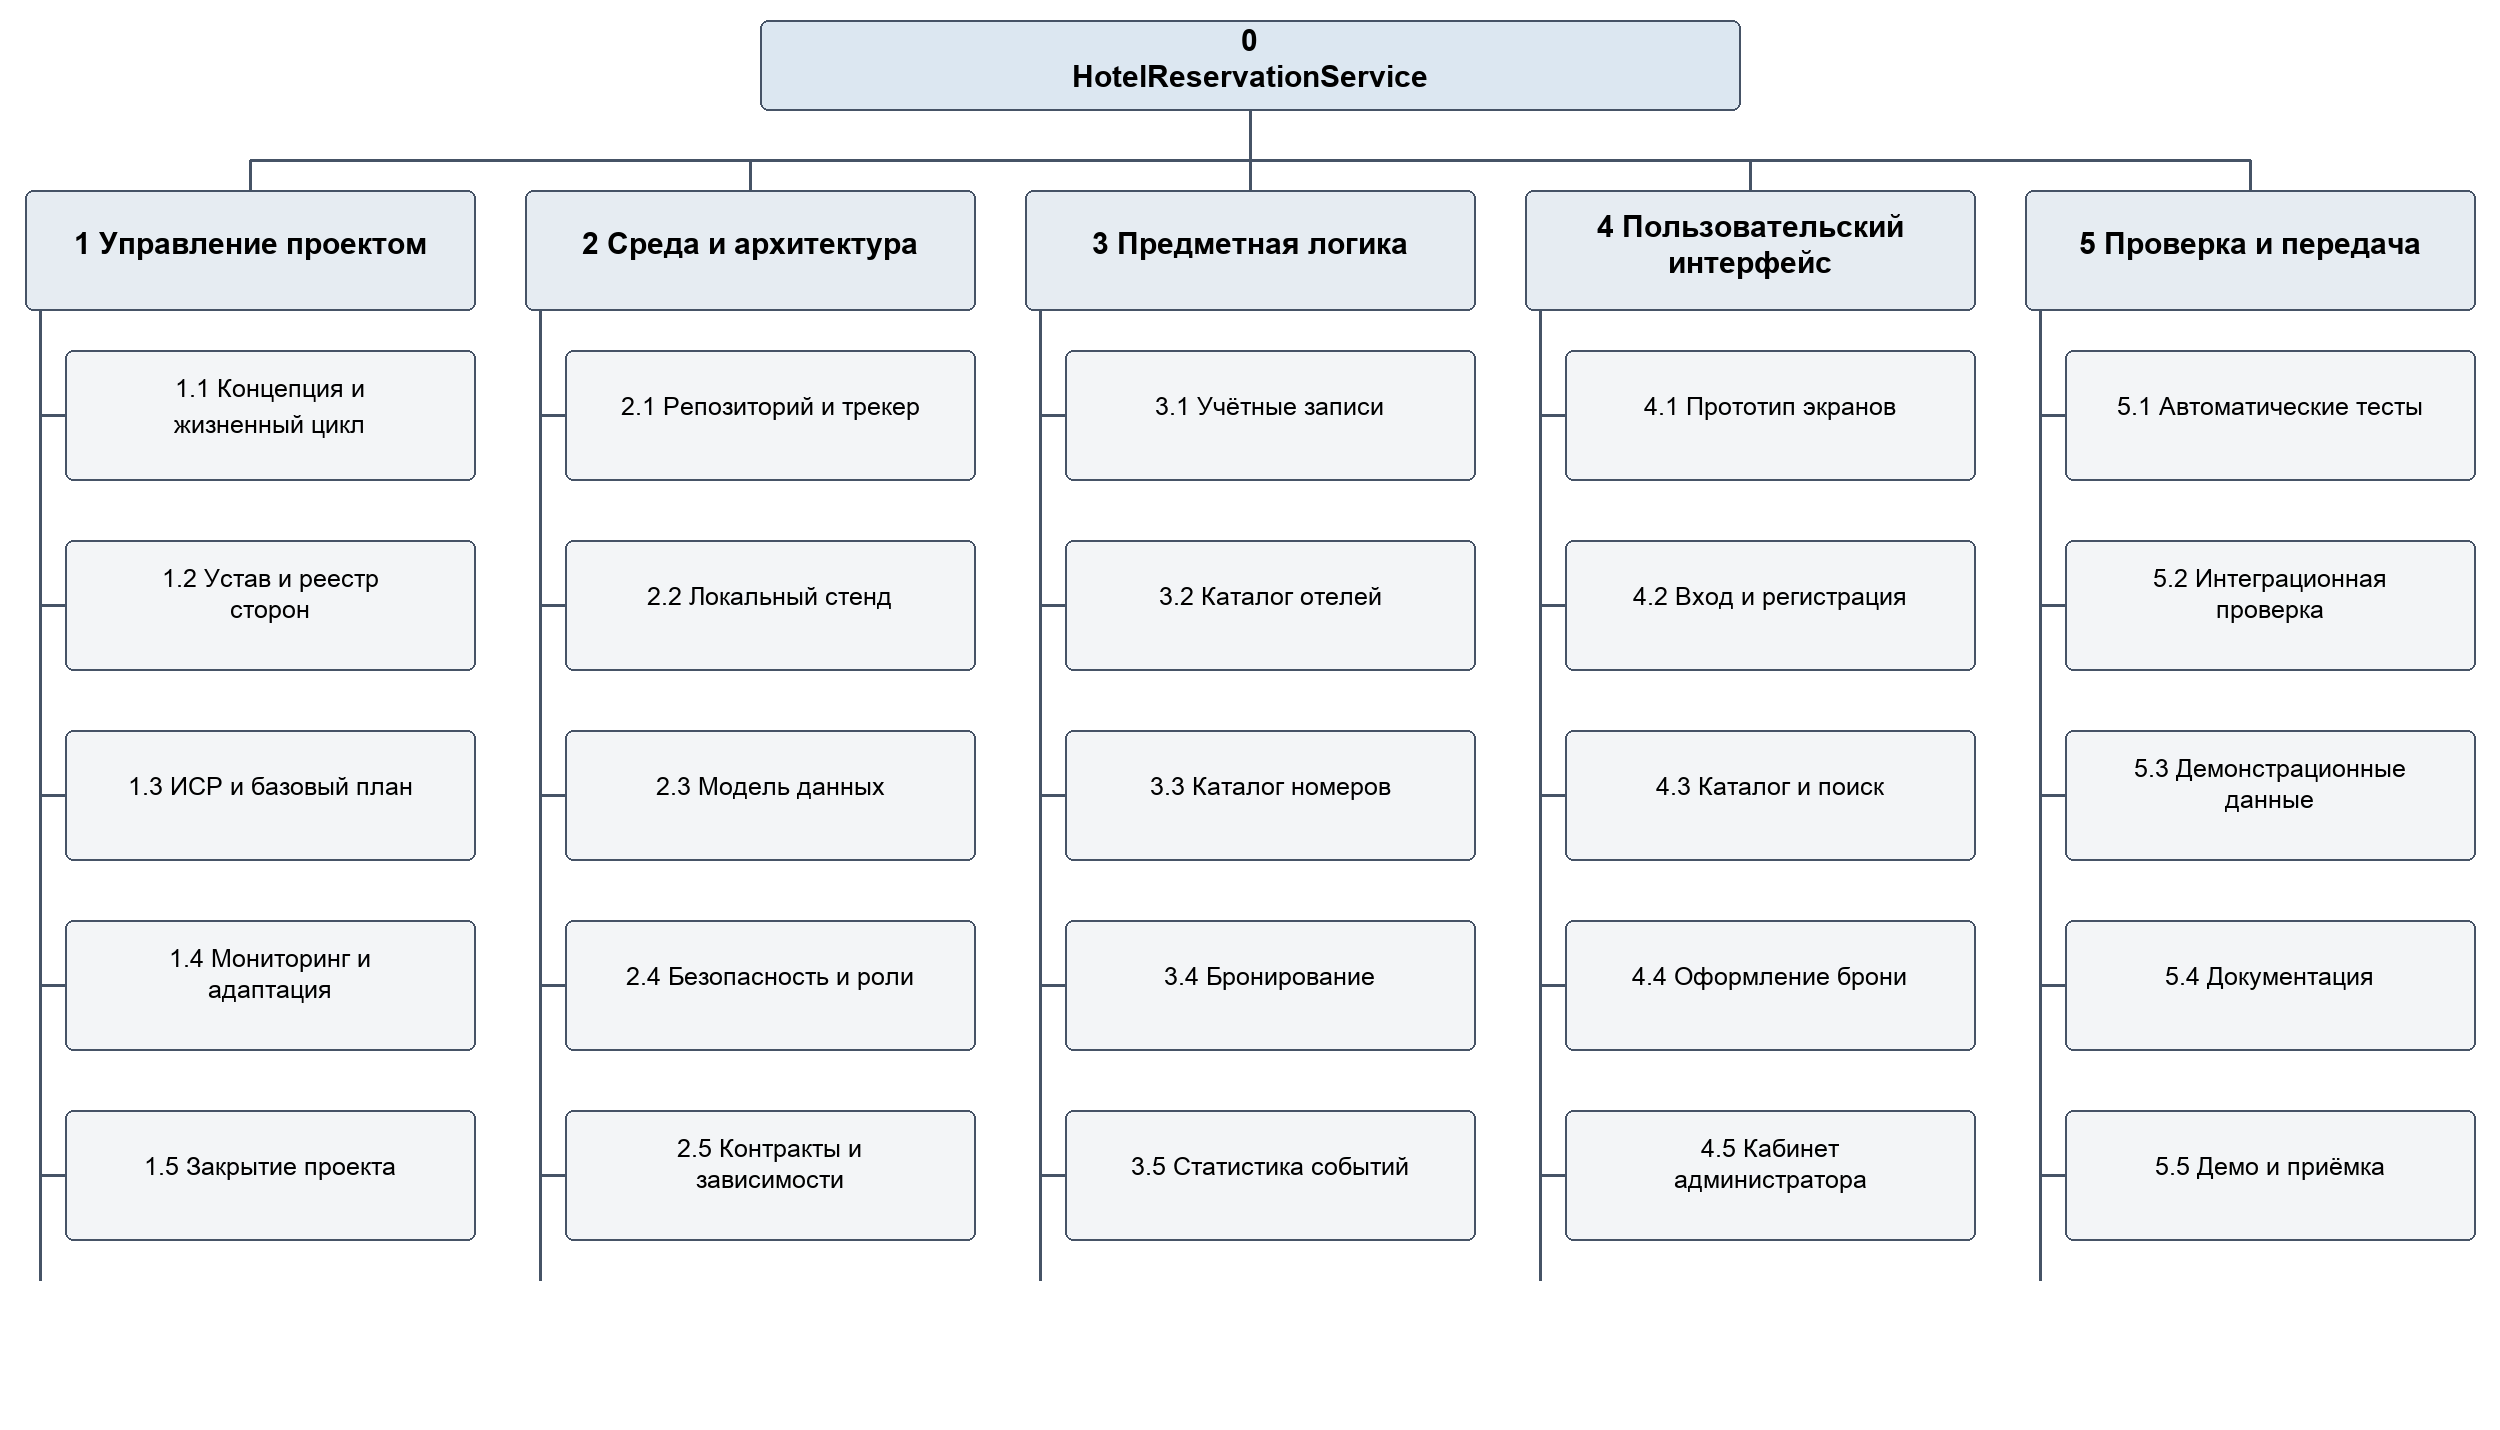 0
HotelReservationService
1 Управление проектом
1.1 Концепция и
жизненный цикл
1.2 Устав и реестр
сторон
1.3 ИСР и базовый план
1.4 Мониторинг и
адаптация
1.5 Закрытие проекта
2 Среда и архитектура
2.1 Репозиторий и трекер
2.2 Локальный стенд
2.3 Модель данных
2.4 Безопасность и роли
2.5 Контракты и
зависимости
3 Предметная логика
3.1 Учётные записи
3.2 Каталог отелей
3.3 Каталог номеров
3.4 Бронирование
3.5 Статистика событий
4 Пользовательский
интерфейс
4.1 Прототип экранов
4.2 Вход и регистрация
4.3 Каталог и поиск
4.4 Оформление брони
4.5 Кабинет
администратора
5 Проверка и передача
5.1 Автоматические тесты
5.2 Интеграционная
проверка
5.3 Демонстрационные
данные
5.4 Документация
5.5 Демо и приёмка